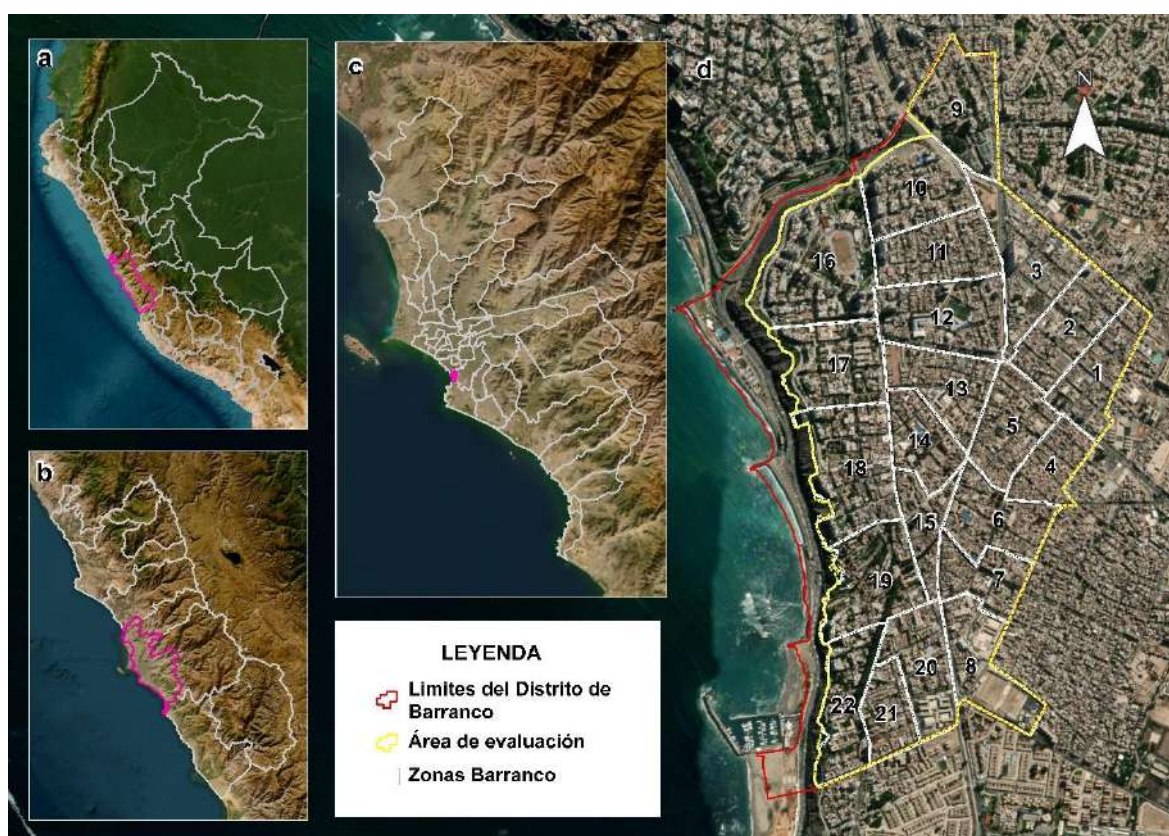 a
b
c
LEYENDA
Limites del Distrito de
Barranco
Área de evaluación
Zonas Barranco
d
N
9
10
11
3
16
12
2
1
17
13
14
5
4
18
15
6
19
7
20
8
22
21